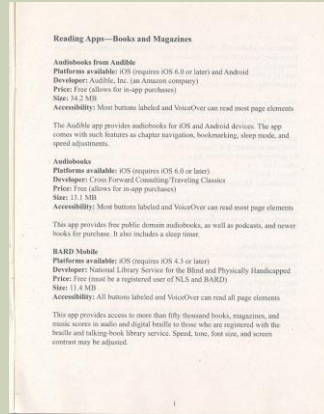 Reading Apps—Books and Magazines
Audiobooks from Audible
Platforms available: iOS (requires iOS 6.0 or later) and Android
Developer: Audible, Inc. (an Amazon company)
Price: Free (allows for in-app purchases)
Size: 34.2 MB
Accessibility: Most buttons labeled and VoiceOver can read most page elements
The Audible app provides audiobooks for iOS and Android devices. The app
comes with such features as chapter navigation, bookmarking, sleep mode, and
speed adjustments.
Audiobooks
Platforms available: iOS (requires iOS 6.0 or later)
Developer: Cross Forward Consulting/Traveling Classics
Price: Free (allows for in-app purchases)
Size: 13.1 MB
Accessibility: Most buttons labeled and VoiceOver can read most page elements
This app provides free public domain audiobooks, as well as podcasts, and newer
books for purchase. It also includes a sleep timer.
BARD Mobile
Platforms available: iOS (requires iOS 4.3 or later)
Developer: National Library Service for the Blind and Physically Handicapped
Price: Free (must be a registered user of NLS and BARD)
Size: 11.4 MB
Accessibility: All buttons labeled and VoiceOver can read all page elements
This app provides access to more than fifty thousand books, magazines, and
music scores in audio and digital braille to those who are registered with the
braille and talking-book library service. Speed, tone, font size, and screen
contrast may be adjusted.
1